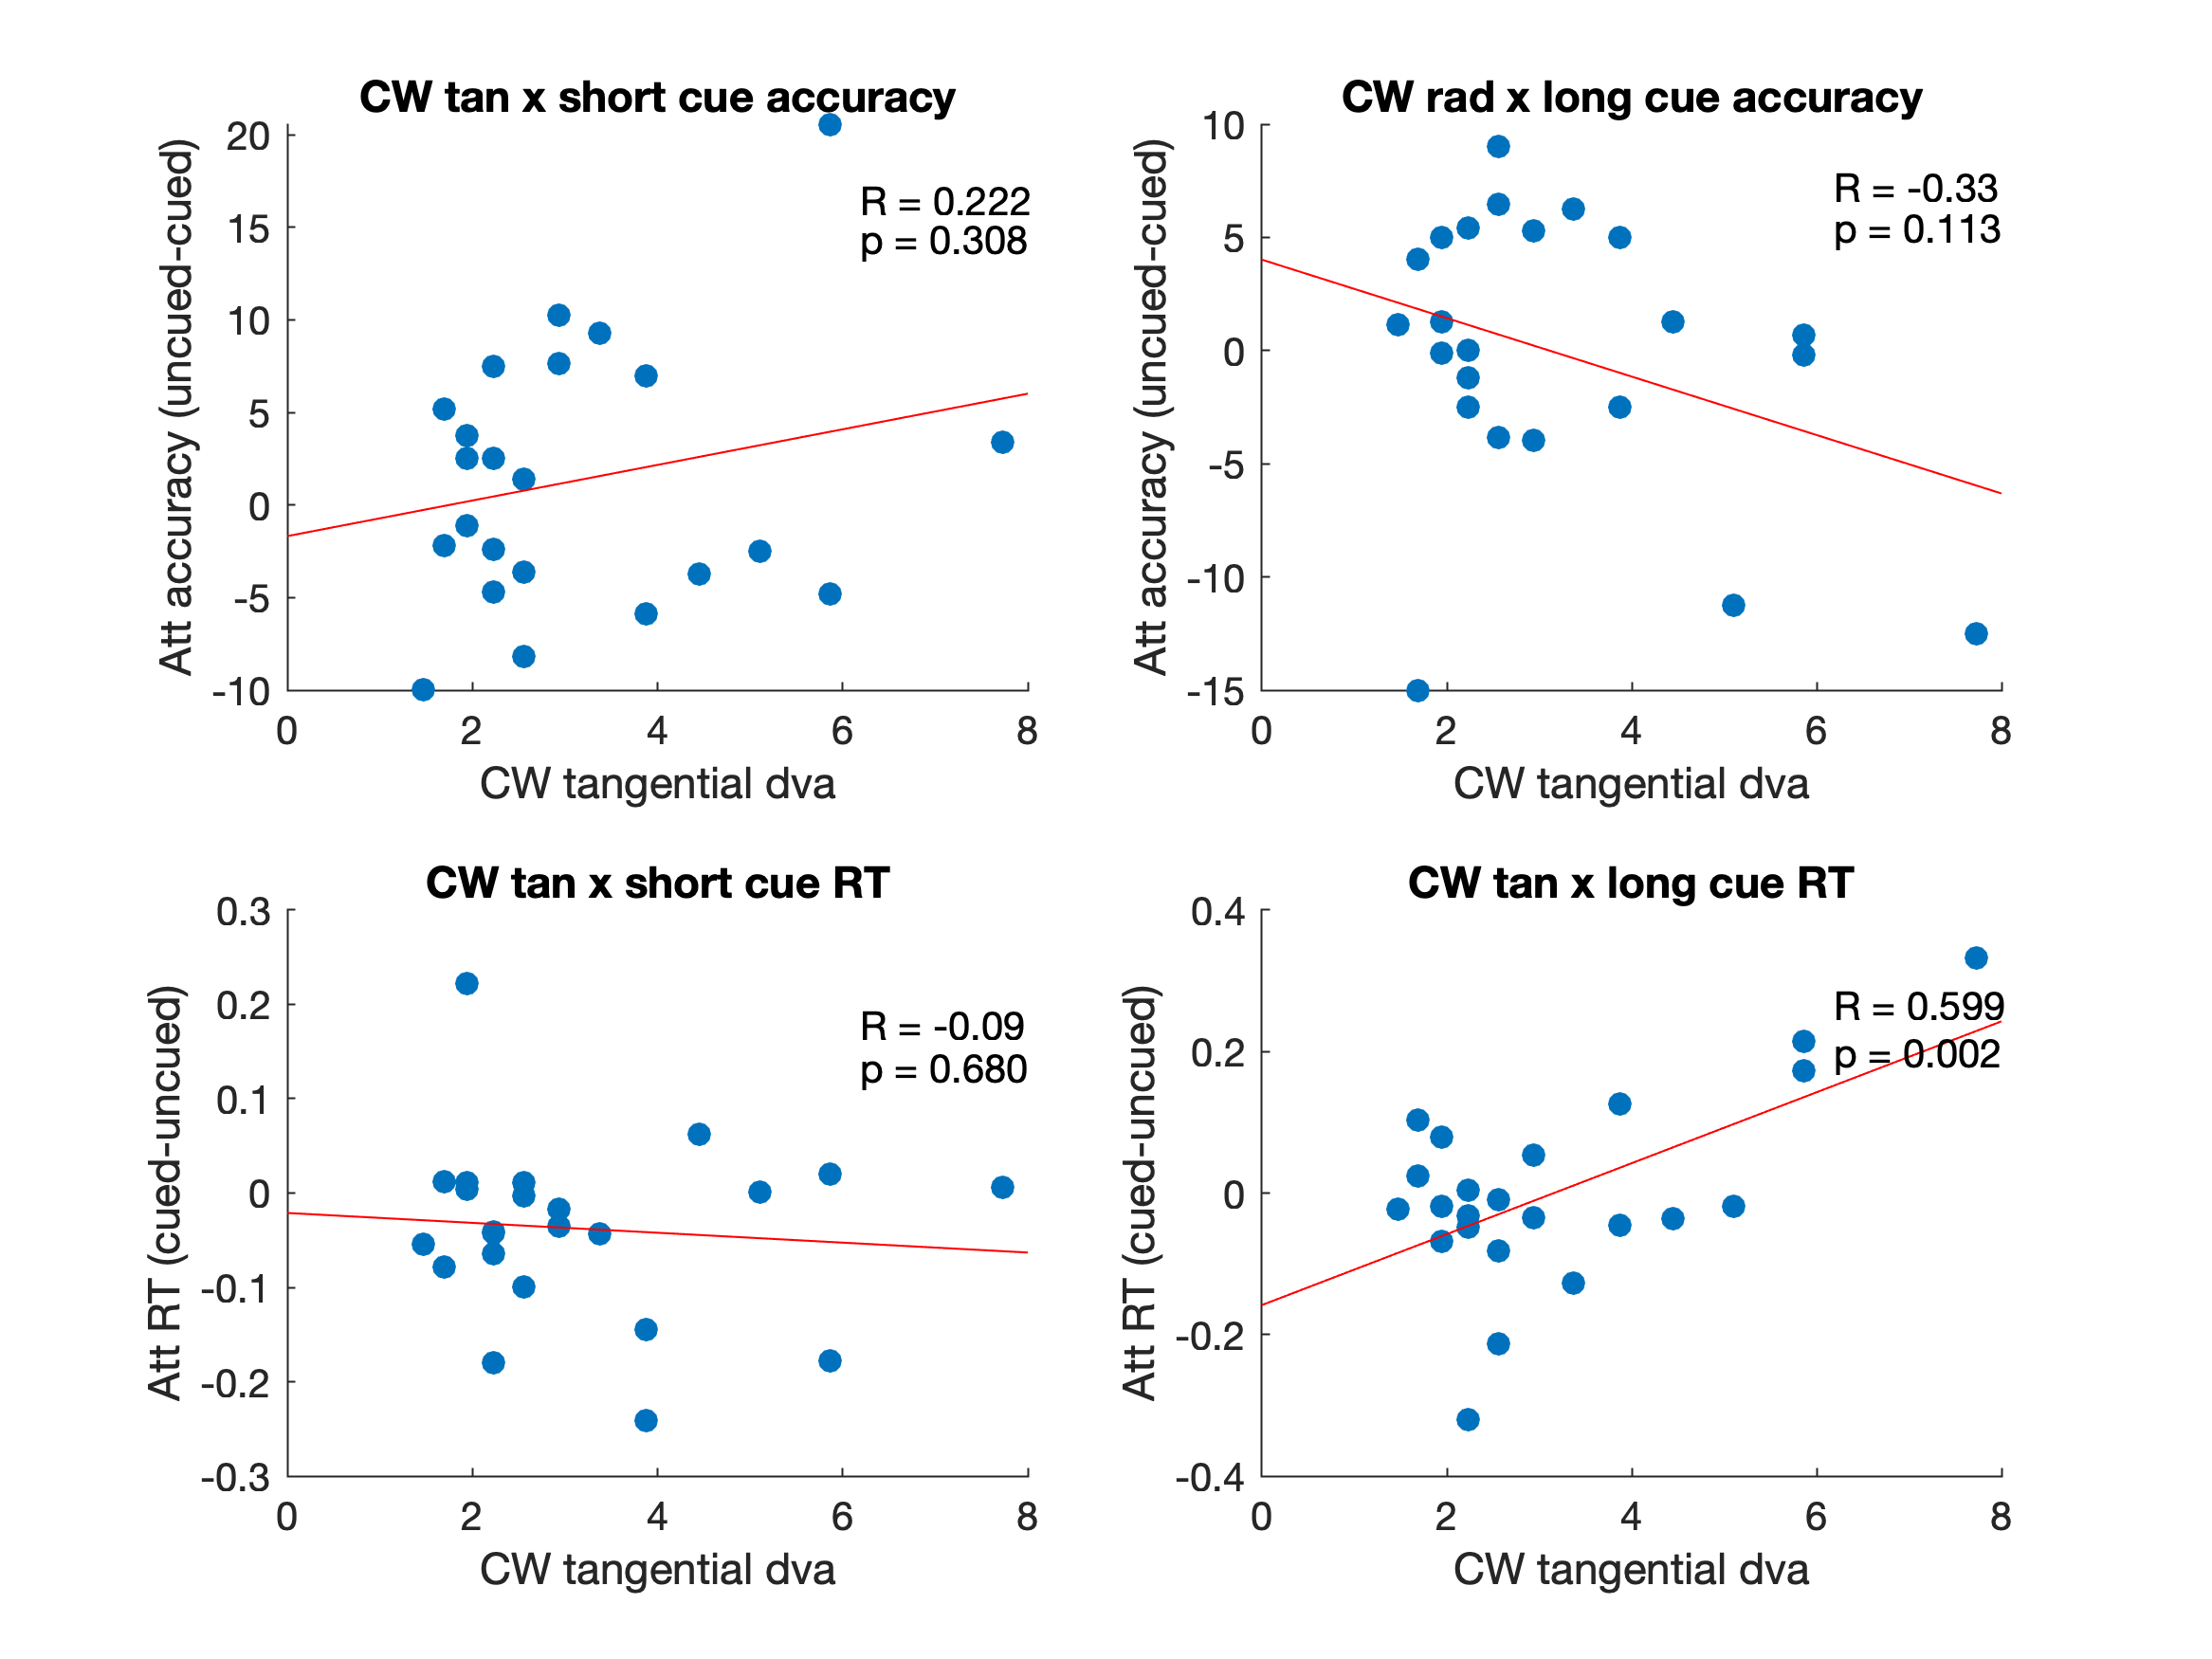 CW tan x short cue accuracy
Att accuracy (uncued-cued)
20
15
10
5
0
-5
-10
R = 0.222
p = 0.308
0 2 4 6 8
CW tangential dva
CW rad x long cue accuracy
Att accuracy (uncued-cued)
10
5
0
-5
-10
-15
R = -0.33
p = 0.113
0 2 4 6 8
CW tangential dva
CW tan x short cue RT
Att RT (cued-uncued)
0.3
0.2
0.1
0
-0.1
-0.2
-0.3
R = -0.09
p = 0.680
0 2 4 6 8
CW tangential dva
CW tan x long cue RT
Att RT (cued-uncued)
0.4
0.2
0
-0.2
-0.4
R = 0.599
p = 0.002
0 2 4 6 8
CW tangential dva